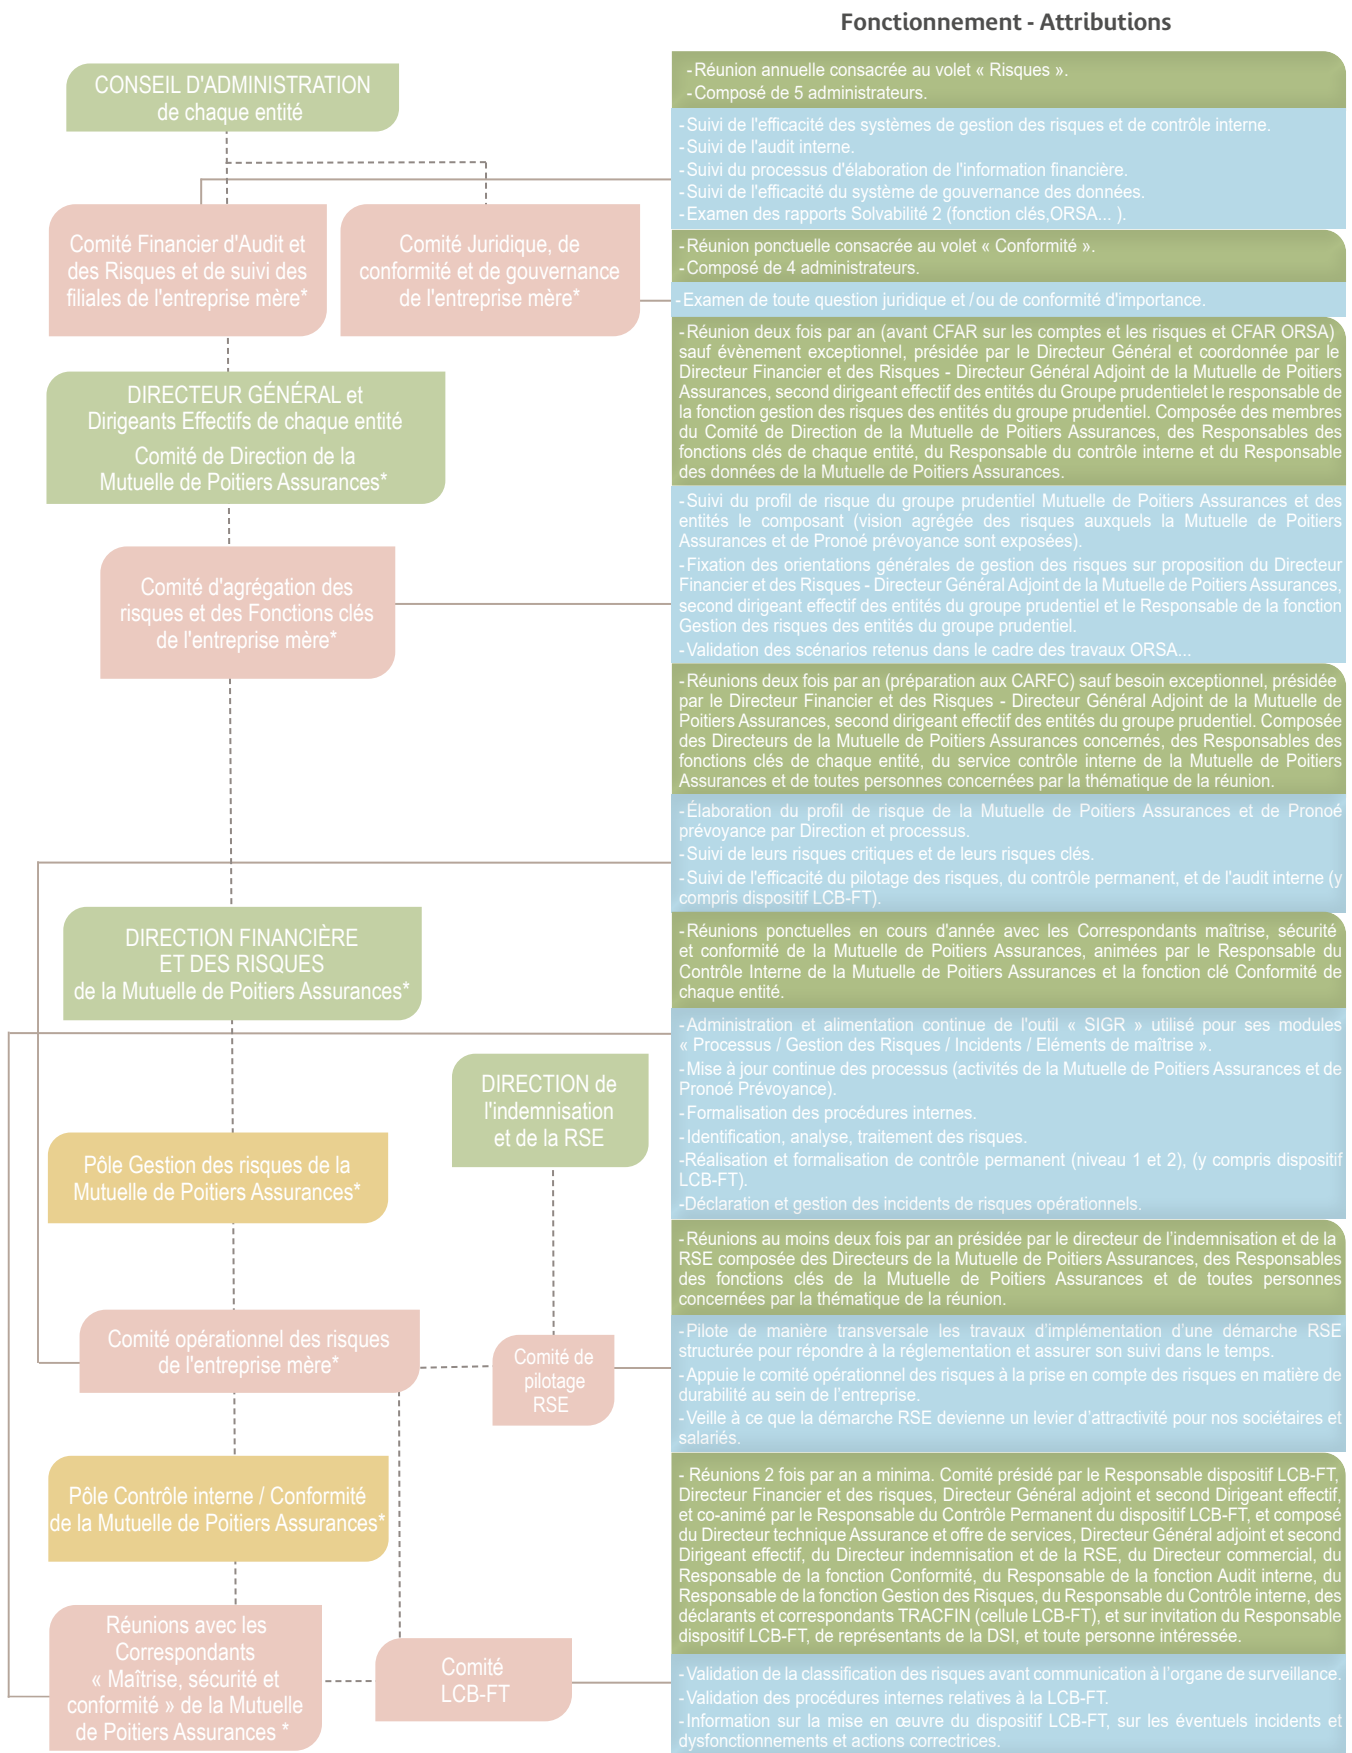 Fonctionnement - Attributions
CONSEIL D'ADMINISTRATION
de chaque entité
Comité Financier d'Audit et
des Risques et de suivi des
filiales de l'entreprise mère*
Comité Juridique, de
conformité et de gouvernance
de l'entreprise mère*
DIRECTEUR GÉNÉRAL et
Dirigeants Effectifs de chaque entité
Comité de Direction de la
Mutuelle de Poitiers Assurances*
Comité d'agrégation des
risques et des Fonctions clés
de l'entreprise mère*
DIRECTION FINANCIÈRE
ET DES RISQUES
de la Mutuelle de Poitiers Assurances*
DIRECTION de
l'indemnisation
et de la RSE
Pôle Gestion des risques de la
Mutuelle de Poitiers Assurances*
Comité opérationnel des risques
de l'entreprise mère*
Comité de
pilotage
RSE
Pôle Contrôle interne / Conformité
de la Mutuelle de Poitiers Assurances*
Réunions avec les
Correspondants
« Maîtrise, sécurité et
conformité » de la Mutuelle
de Poitiers Assurances *
Comité
LCB-FT
- Réunion annuelle consacrée au volet « Risques ».
- Composé de 5 administrateurs.
- Suivi de l'efficacité des systèmes de gestion des risques et de contrôle interne.
- Suivi de l'audit interne.
- Suivi du processus d'élaboration de l'information financière.
- Suivi de l'efficacité du système de gouvernance des données.
- Examen des rapports Solvabilité 2 (fonction clés,ORSA... ).
- Réunion ponctuelle consacrée au volet « Conformité ».
- Composé de 4 administrateurs.
- Examen de toute question juridique et / ou de conformité d'importance.
- Réunion deux fois par an (avant CFAR sur les comptes et les risques et CFAR ORSA)
sauf évènement exceptionnel, présidée par le Directeur Général et coordonnée par le
Directeur Financier et des Risques - Directeur Général Adjoint de la Mutuelle de Poitiers
Assurances, second dirigeant effectif des entités du Groupe prudentielet le responsable de
la fonction gestion des risques des entités du groupe prudentiel. Composée des membres
du Comité de Direction de la Mutuelle de Poitiers Assurances, des Responsables des
fonctions clés de chaque entité, du Responsable du contrôle interne et du Responsable
des données de la Mutuelle de Poitiers Assurances.
- Suivi du profil de risque du groupe prudentiel Mutuelle de Poitiers Assurances et des
entités le composant (vision agrégée des risques auxquels la Mutuelle de Poitiers
Assurances et de Pronoé prévoyance sont exposées).
- Fixation des orientations générales de gestion des risques sur proposition du Directeur
Financier et des Risques - Directeur Général Adjoint de la Mutuelle de Poitiers Assurances,
second dirigeant effectif des entités du groupe prudentiel et le Responsable de la fonction
Gestion des risques des entités du groupe prudentiel.
- Validation des scénarios retenus dans le cadre des travaux ORSA...
- Réunions deux fois par an (préparation aux CARFC) sauf besoin exceptionnel, présidée
par le Directeur Financier et des Risques - Directeur Général Adjoint de la Mutuelle de
Poitiers Assurances, second dirigeant effectif des entités du groupe prudentiel. Composée
des Directeurs de la Mutuelle de Poitiers Assurances concernés, des Responsables des
fonctions clés de chaque entité, du service contrôle interne de la Mutuelle de Poitiers
Assurances et de toutes personnes concernées par la thématique de la réunion.
- Élaboration du profil de risque de la Mutuelle de Poitiers Assurances et de Pronoé
prévoyance par Direction et processus.
- Suivi de leurs risques critiques et de leurs risques clés.
- Suivi de l'efficacité du pilotage des risques, du contrôle permanent, et de l'audit interne (y
compris dispositif LCB-FT).
- Réunions ponctuelles en cours d'année avec les Correspondants maîtrise, sécurité
et conformité de la Mutuelle de Poitiers Assurances, animées par le Responsable du
Contrôle Interne de la Mutuelle de Poitiers Assurances et la fonction clé Conformité de
chaque entité.
- Administration et alimentation continue de l'outil « SIGR » utilisé pour ses modules
« Processus / Gestion des Risques / Incidents / Eléments de maîtrise ».
- Mise à jour continue des processus (activités de la Mutuelle de Poitiers Assurances et de
Pronoé Prévoyance).
- Formalisation des procédures internes.
- Identification, analyse, traitement des risques.
-Réalisation et formalisation de contrôle permanent (niveau 1 et 2), (y compris dispositif
LCB-FT).
-Déclaration et gestion des incidents de risques opérationnels.
- Réunions au moins deux fois par an présidée par le directeur de l’indemnisation et de la
RSE composée des Directeurs de la Mutuelle de Poitiers Assurances, des Responsables
des fonctions clés de la Mutuelle de Poitiers Assurances et de toutes personnes
concernées par la thématique de la réunion.
- Pilote de manière transversale les travaux d’implémentation d’une démarche RSE
structurée pour répondre à la réglementation et assurer son suivi dans le temps.
- Appuie le comité opérationnel des risques à la prise en compte des risques en matière de
durabilité au sein de l’entreprise.
- Veille à ce que la démarche RSE devienne un levier d’attractivité pour nos sociétaires et
salariés.
- Réunions 2 fois par an a minima. Comité présidé par le Responsable dispositif LCB-FT,
Directeur Financier et des risques, Directeur Général adjoint et second Dirigeant effectif,
et co-animé par le Responsable du Contrôle Permanent du dispositif LCB-FT, et composé
du Directeur technique Assurance et offre de services, Directeur Général adjoint et second
Dirigeant effectif, du Directeur indemnisation et de la RSE, du Directeur commercial, du
Responsable de la fonction Conformité, du Responsable de la fonction Audit interne, du
Responsable de la fonction Gestion des Risques, du Responsable du Contrôle interne, des
déclarants et correspondants TRACFIN (cellule LCB-FT), et sur invitation du Responsable
dispositif LCB-FT, de représentants de la DSI, et toute personne intéressée.
- Validation de la classification des risques avant communication à l’organe de surveillance.
- Validation des procédures internes relatives à la LCB-FT.
- Information sur la mise en œuvre du dispositif LCB-FT, sur les éventuels incidents et
dysfonctionnements et actions correctrices.